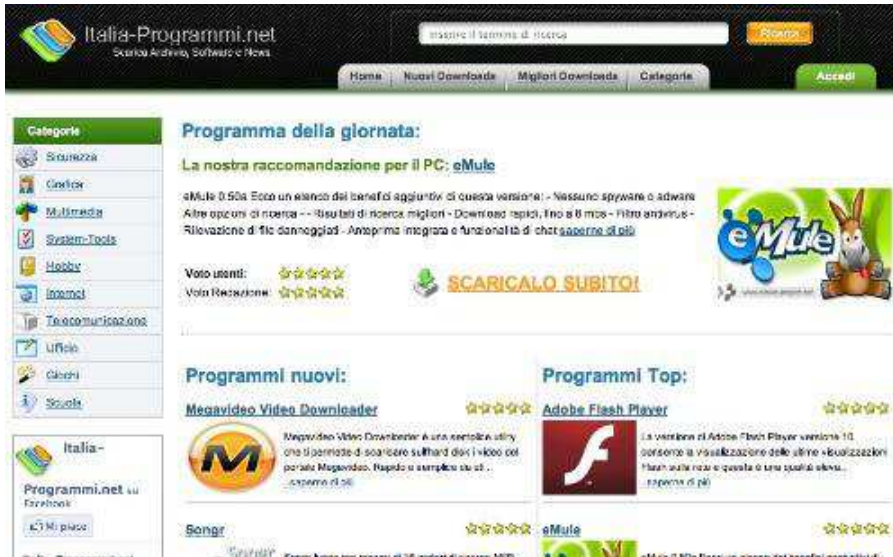 Italia-Programmi.net
Scarica Archivio, Software e News
Inserire il termine di ricerca
Ricerca
Home
Nuovi Downloads
Migliori Downloads
Categorie
Accedi
Categorie
Sicurezza
Grafica
Multimedia
System-Tools
Hobby
Internet
Telecomunicazione
Ufficio
Giochi
Scuola
Italia-
Programmi.net su
Facebook
Mi piace
Programma della giornata:
La nostra raccomandazione per il PC: eMule
eMule 0.50a Ecco un elenco dei benefici aggiuntivi di questa versione: - Nessuno spyware o adware
Altre opzioni di ricerca - - Risultati di ricerca migliori - Download rapidi, fino a 8 mbs - Filtro antivirus -
Rilevazione di file danneggiati - Anteprima integrata e funzionalità di chat saperne di più
Voto utenti:
Voto Redazione:
SCARICALO SUBITO!
eMule
Programmi nuovi:
Megavideo Video Downloader
Megavideo Video Downloader è una semplice utility
che ti permette di scaricare sull'hard disk i video del
portale Megavideo. Rapido e semplice da
...saperne di più
Songr
Programmi Top:
Adobe Flash Player
La versione di Adobe Flash Player versione 10
consente la visualizzazione delle ultime visualizzazioni
Flash sulla rete e questa è una qualità
...saperne di più
eMule